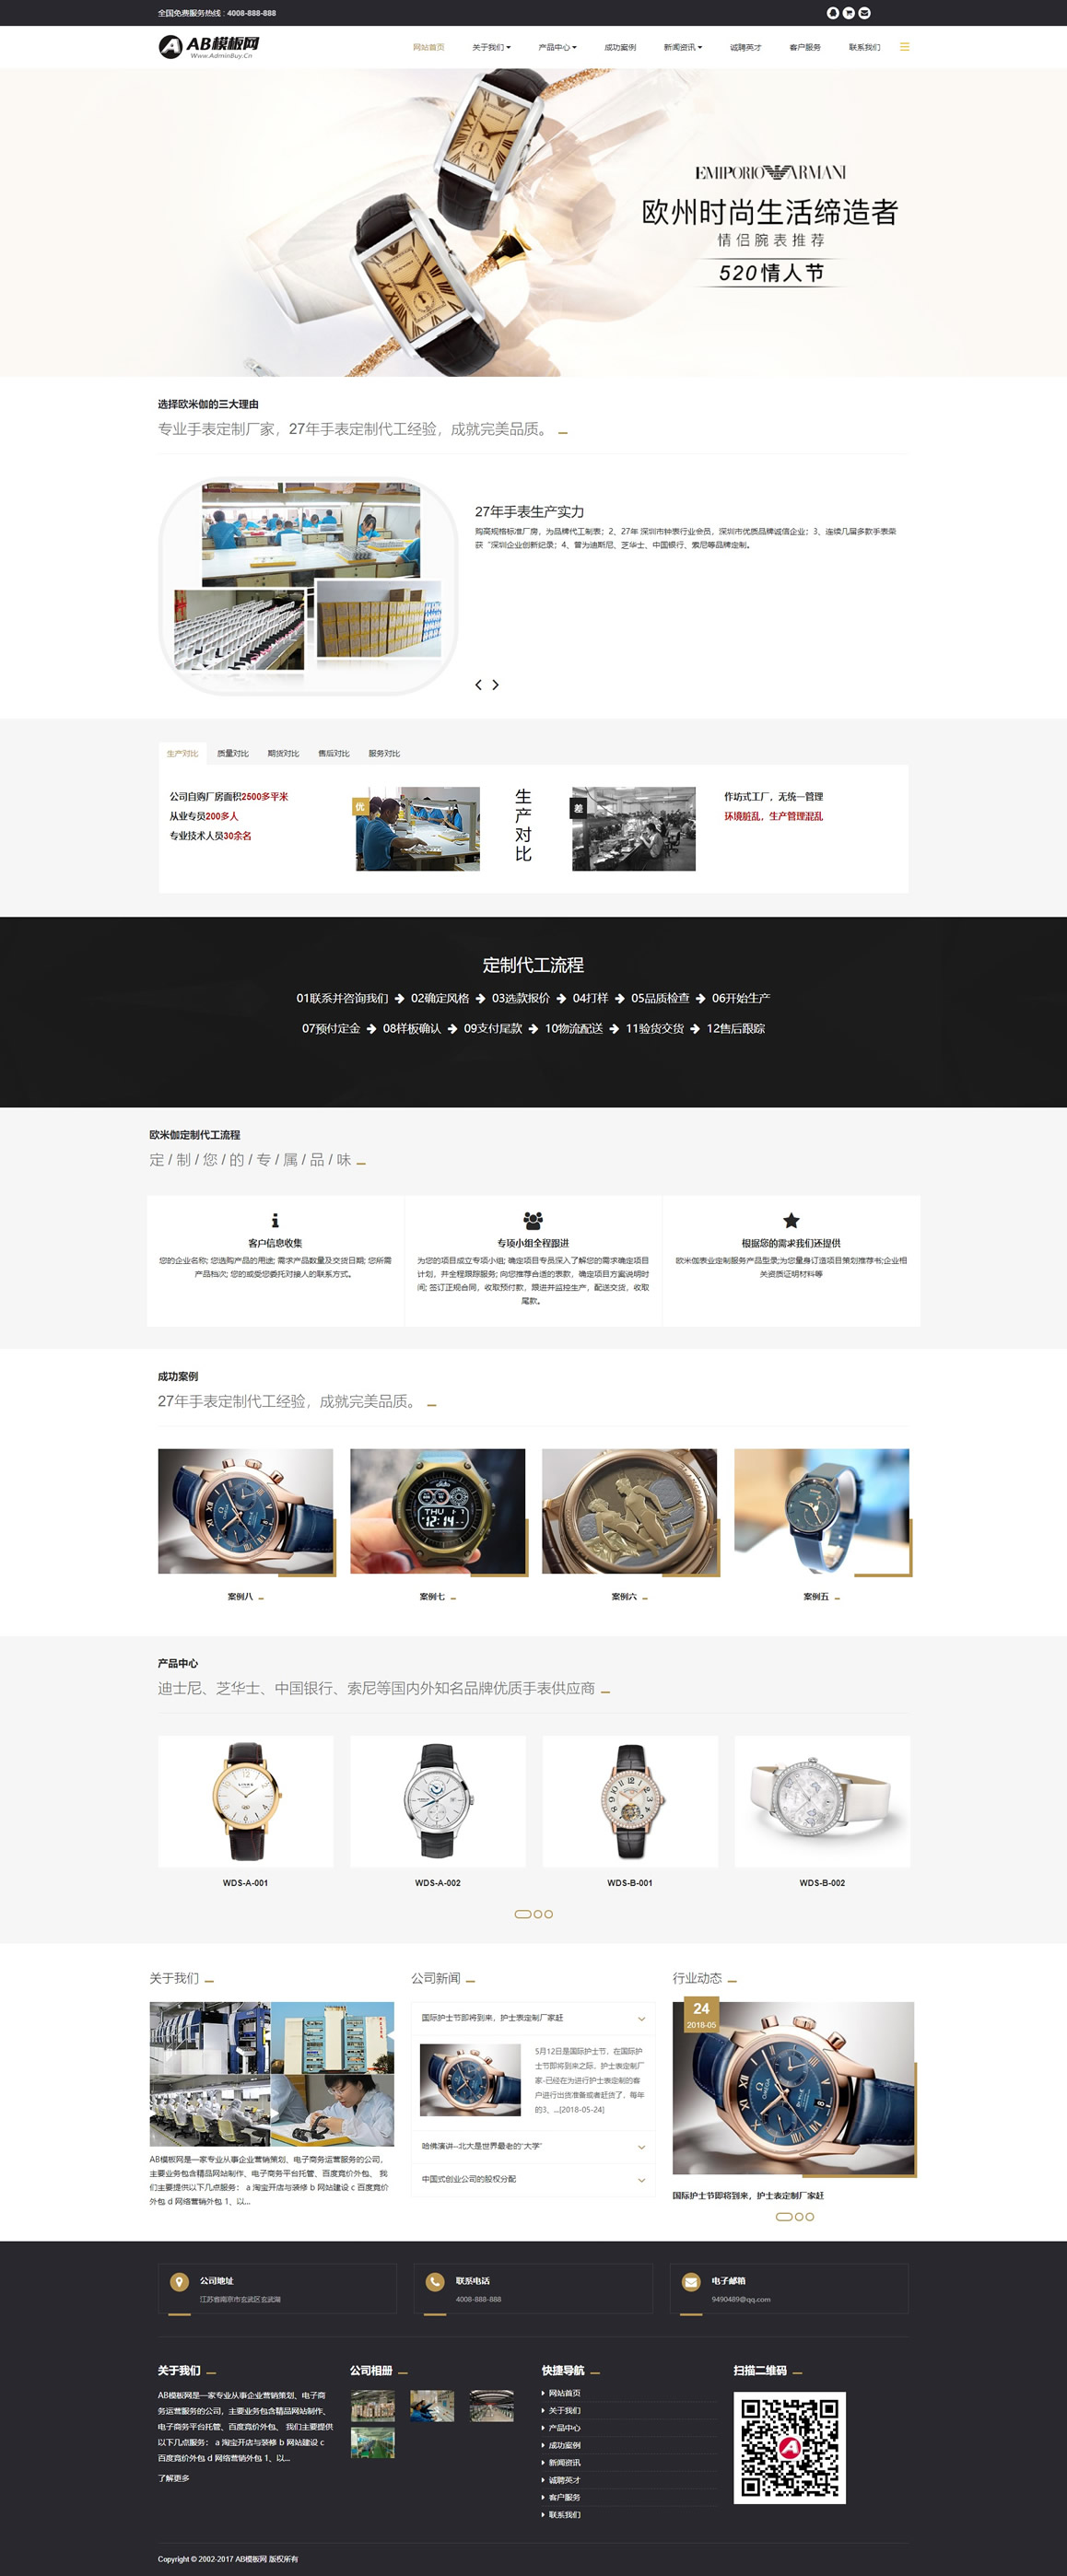 全国免费服务热线：4008-888-888
AB模板网
Www.AdminBuy.Cn
网站首页 关于我们 产品中心 成功案例 新闻资讯 诚聘英才 客户服务 联系我们
EMPORIO ARMANI
欧州时尚生活缔造者
情侣腕表推荐
520情人节
选择欧米伽的三大理由
专业手表定制厂家，27年手表定制代工经验，成就完美品质。
27年手表生产实力
购高规格标准厂房，为品牌代工制表；2、27年 深圳市钟表行业会员，深圳市优质品牌诚信企业；3、连续几届多款手表荣
获“深圳企业创新纪录；4、曾为迪斯尼、芝华士、中国银行、索尼等品牌定制。
生产对比 质量对比 期货对比 售后对比 服务对比
公司自购厂房面积2500多平米
从业专员200多人
专业技术人员30余名
优
生产对比
差
作坊式工厂，无统一管理
环境脏乱，生产管理混乱
定制代工流程
01联系并咨询我们 → 02确定风格 → 03选款报价 → 04打样 → 05品质检查 → 06开始生产
07预付定金 → 08样板确认 → 09支付尾款 → 10物流配送 → 11验货交货 → 12售后跟踪
欧米伽定制代工流程
定 / 制 / 您 / 的 / 专 / 属 / 品 / 味
客户信息收集
您的企业名称; 您选购产品的用途; 需求产品数量及交货日期; 您所需
产品档次; 您的或受您委托对接人的联系方式。
专项小组全程跟进
为您的项目成立专项小组; 确定项目专员深入了解您的需求确定项目
计划，并全程跟踪服务; 向您推荐合适的表款，确定项目方案说明时
间; 签订正规合同，收取预付款，跟进并监控生产，配送交货，收取
尾款。
根据您的需求我们还提供
欧米伽表业定制服务产品型录;为您量身订造项目策划推荐书;企业相
关资质证明材料等
成功案例
27年手表定制代工经验，成就完美品质。
案例八
案例七
案例六
案例五
产品中心
迪士尼、芝华士、中国银行、索尼等国内外知名品牌优质手表供应商
WDS-A-001
WDS-A-002
WDS-B-001
WDS-B-002
关于我们
AB模板网是一家专业从事企业营销策划、电子商务运营服务的公司，
主要业务包含精品网站制作、电子商务平台托管、百度竞价外包、 我
们主要提供以下几点服务： a 淘宝开店与装修 b 网站建设 c 百度竞价
外包 d 网络营销外包 1、以...
公司新闻
国际护士节即将到来，护士表定制厂家赶
5月12日是国际护士节，在国际护
士节即将到来之际，护士表定制厂
家-已经在为进行护士表定制的客
户进行出货准备或者赶货了，每年
的3、...[2018-05-24]
哈佛演讲--北大是世界最老的“大学”
中国式创业公司的股权分配
行业动态
24
2018-05
国际护士节即将到来，护士表定制厂家赶
公司地址
江苏省南京市玄武区玄武湖
联系电话
4008-888-888
电子邮箱
9490489@qq.com
关于我们
AB模板网是一家专业从事企业营销策划、电子商
务运营服务的公司，主要业务包含精品网站制作、
电子商务平台托管、百度竞价外包、 我们主要提供
以下几点服务： a 淘宝开店与装修 b 网站建设 c
百度竞价外包 d 网络营销外包 1、以...
了解更多
公司相册
快捷导航
网站首页
关于我们
产品中心
成功案例
新闻资讯
诚聘英才
客户服务
联系我们
扫描二维码
Copyright © 2002-2017 AB模板网 版权所有